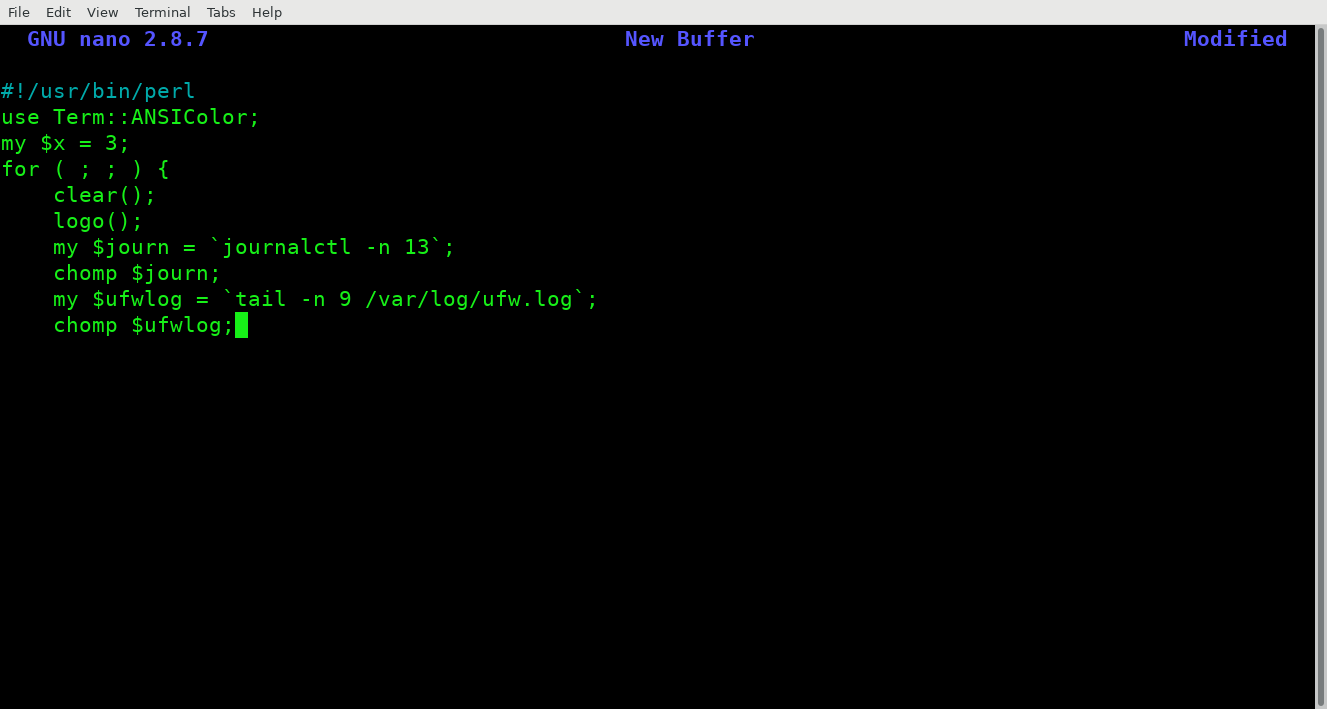 File Edit View Terminal Tabs Help
GNU nano 2.8.7 New Buffer Modified
#!/usr/bin/perl
use Term::ANSIColor;
my $x = 3;
for ( ; ; ) {
    clear();
    logo();
    my $journ = `journalctl -n 13`;
    chomp $journ;
    my $ufwlog = `tail -n 9 /var/log/ufw.log`;
    chomp $ufwlog;